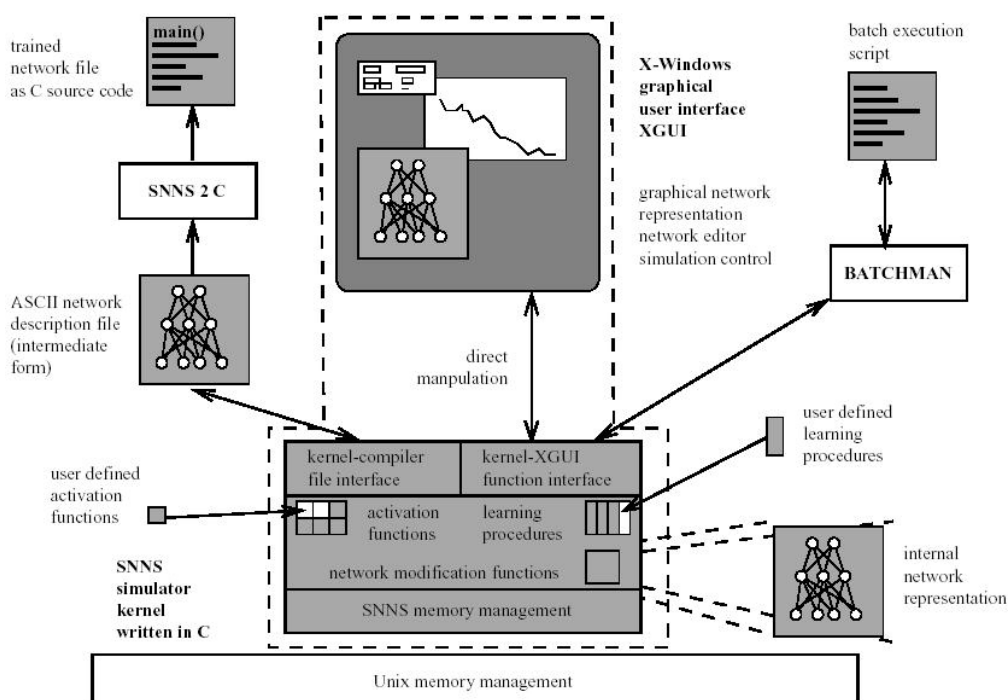 trained
network file
as C source code
main()
SNNS 2 C
ASCII network
description file
(intermediate
form)
X-Windows
graphical
user interface
XGUI
graphical network
representation
network editor
simulation control
batch execution
script
BATCHMAN
direct
manpulation
user defined
learning
procedures
kernel-compiler
file interface
kernel-XGUI
function interface
user defined
activation
functions
activation
functions
learning
procedures
network modification functions
SNNS memory management
SNNS
simulator
kernel
written in C
internal
network
representation
Unix memory management